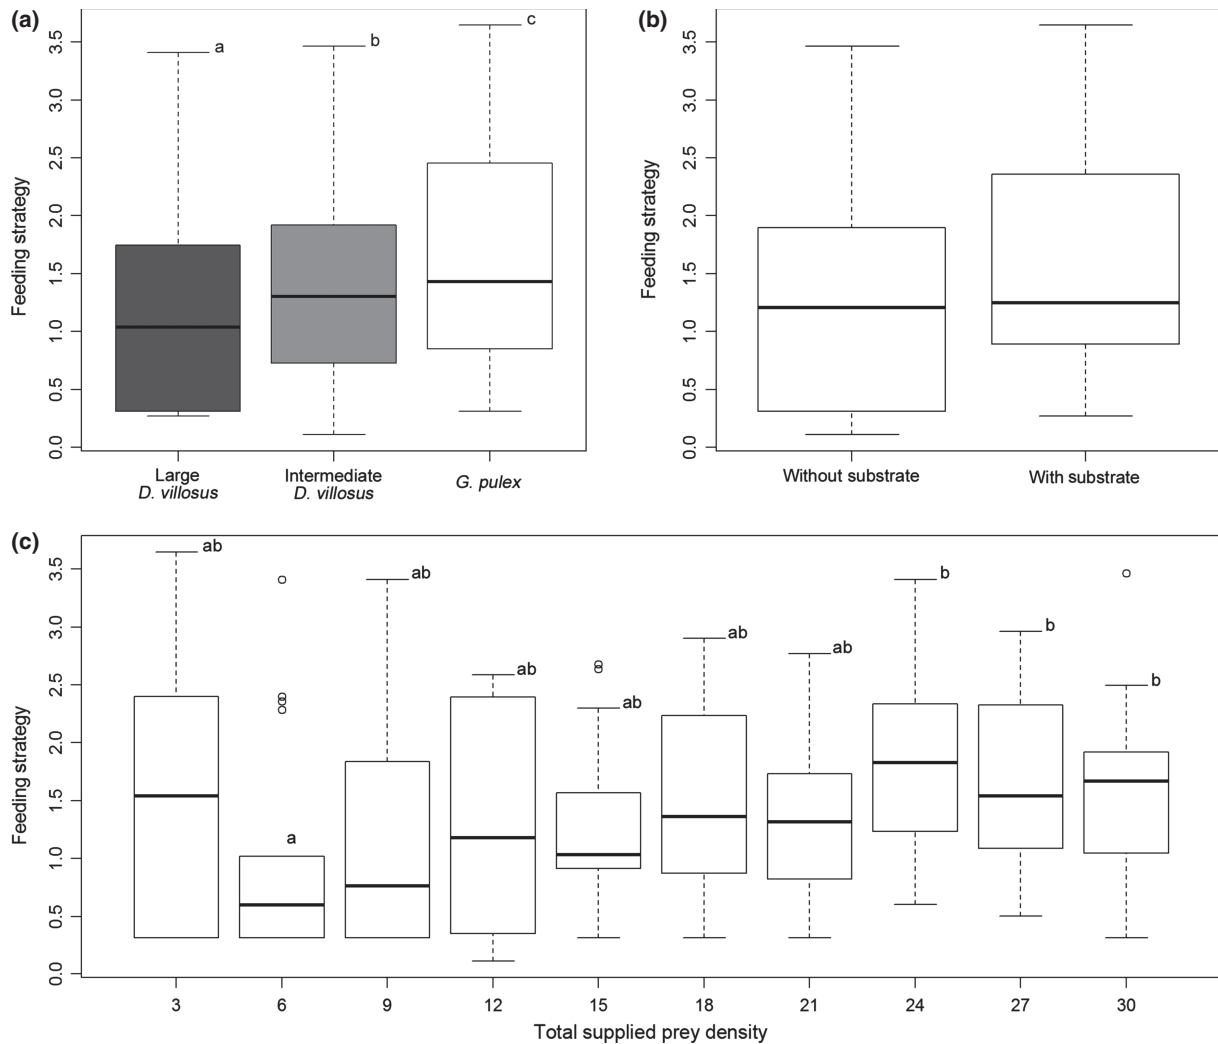 (a)
Feeding strategy
0.0 0.5 1.0 1.5 2.0 2.5 3.0 3.5
a
b
c
Large
D. villosus
Intermediate
D. villosus
G. pulex
(b)
Feeding strategy
0.0 0.5 1.0 1.5 2.0 2.5 3.0 3.5
Without substrate
With substrate
(c)
Feeding strategy
0.0 0.5 1.0 1.5 2.0 2.5 3.0 3.5
ab
a
ab
ab
ab
ab
ab
b
b
b
3 6 9 12 15 18 21 24 27 30
Total supplied prey density